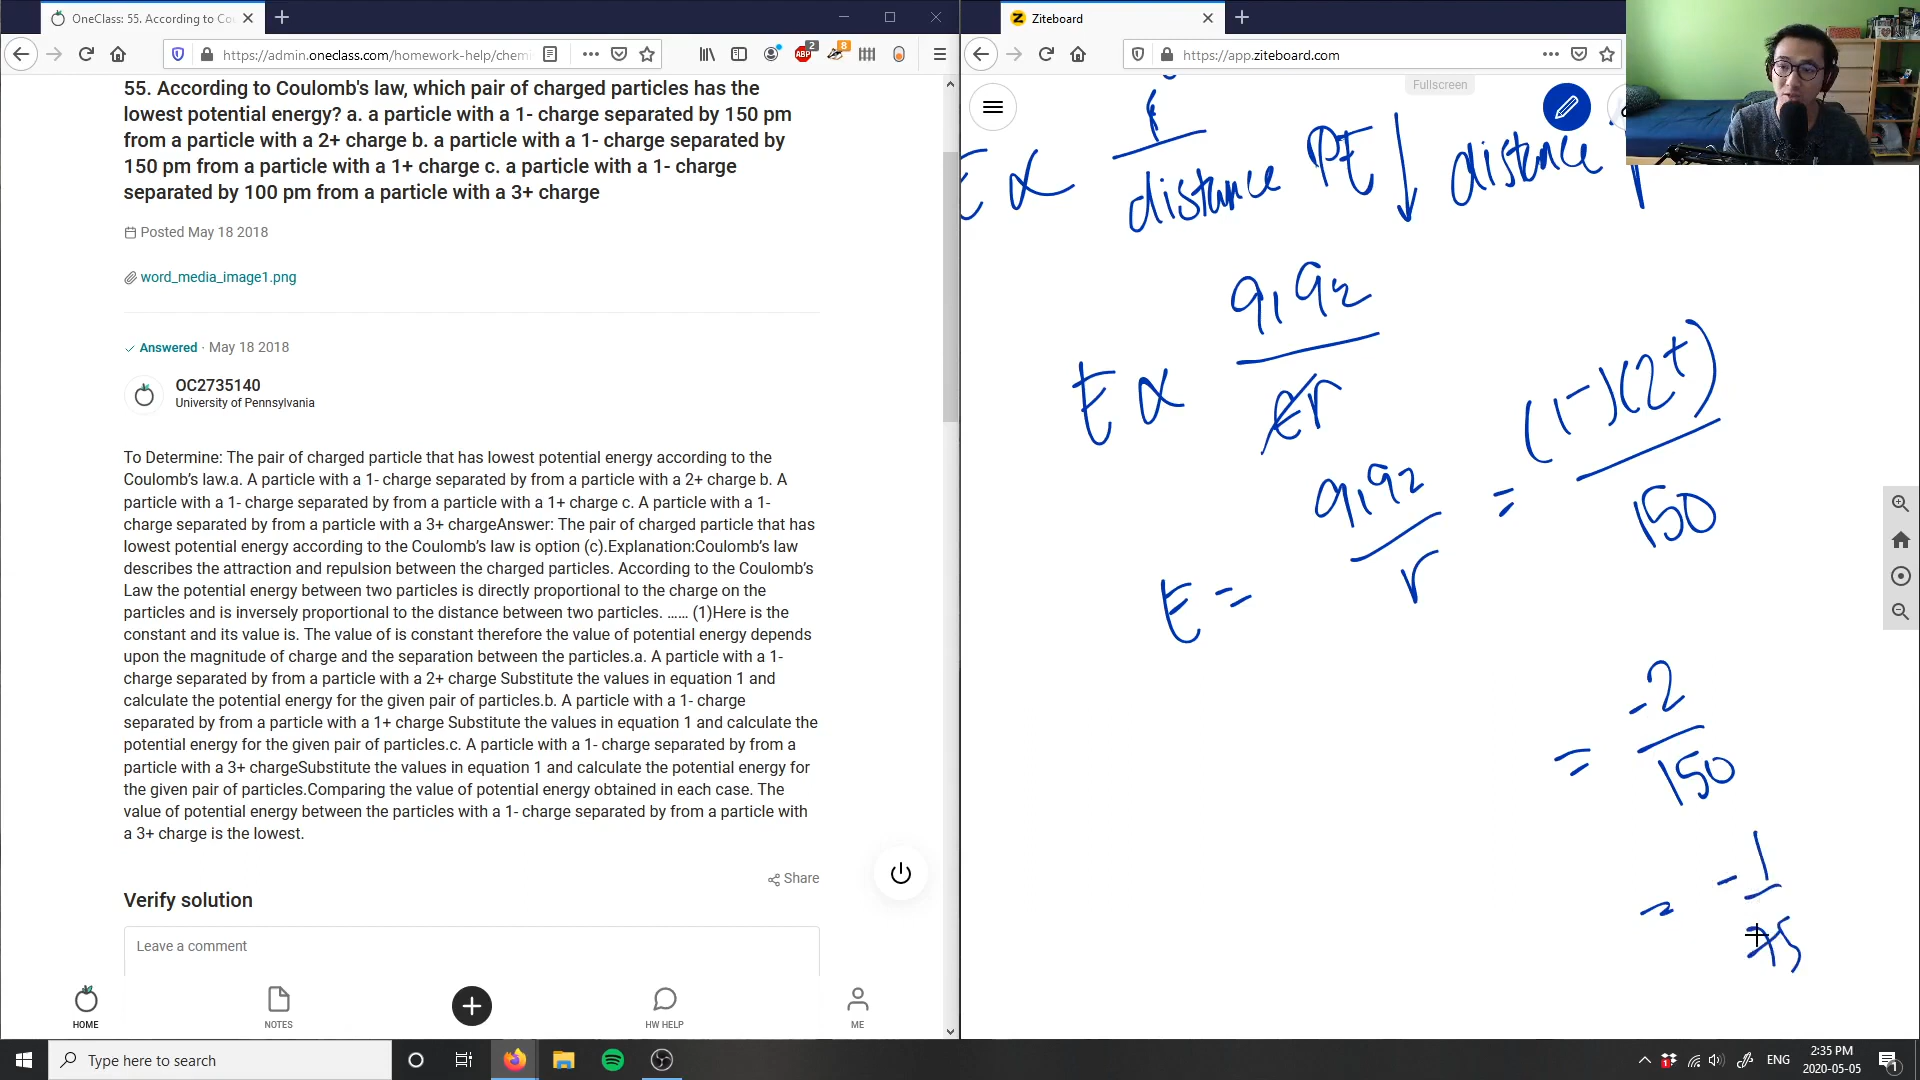 OneClass: 55. According to Cou
Ziteboard
https://admin.oneclass.com/homework-help/chemi
2
8
https://app.ziteboard.com
Fullscreen
55. According to Coulomb's law, which pair of charged particles has the
lowest potential energy? a. a particle with a 1- charge separated by 150 pm
from a particle with a 2+ charge b. a particle with a 1- charge separated by
150 pm from a particle with a 1+ charge c. a particle with a 1- charge
separated by 100 pm from a particle with a 3+ charge
Posted May 18 2018
word_media_image1.png
Answered · May 18 2018
OC2735140
University of Pennsylvania
To Determine: The pair of charged particle that has lowest potential energy according to the
Coulomb’s law.a. A particle with a 1- charge separated by from a particle with a 2+ charge b. A
particle with a 1- charge separated by from a particle with a 1+ charge c. A particle with a 1-
charge separated by from a particle with a 3+ chargeAnswer: The pair of charged particle that has
lowest potential energy according to the Coulomb’s law is option (c).Explanation:Coulomb’s law
describes the attraction and repulsion between the charged particles. According to the Coulomb’s
Law the potential energy between two particles is directly proportional to the charge on the
particles and is inversely proportional to the distance between two particles. …... (1)Here is the
constant and its value is. The value of is constant therefore the value of potential energy depends
upon the magnitude of charge and the separation between the particles.a. A particle with a 1-
charge separated by from a particle with a 2+ charge Substitute the values in equation 1 and
calculate the potential energy for the given pair of particles.b. A particle with a 1- charge
separated by from a particle with a 1+ charge Substitute the values in equation 1 and calculate the
potential energy for the given pair of particles.c. A particle with a 1- charge separated by from a
particle with a 3+ chargeSubstitute the values in equation 1 and calculate the potential energy for
the given pair of particles.Comparing the value of potential energy obtained in each case. The
value of potential energy between the particles with a 1- charge separated by from a particle with
a 3+ charge is the lowest.
Share
Verify solution
Leave a comment
HOME
NOTES
HW HELP
ME
E ∝ distance PE ↓ distance
E ∝ q1q2 / r
E = q1q2 / r = (1-)(2+) / 150
= -2 / 150
= -1 / 75
Type here to search
ENG
2:35 PM
2020-05-05
1